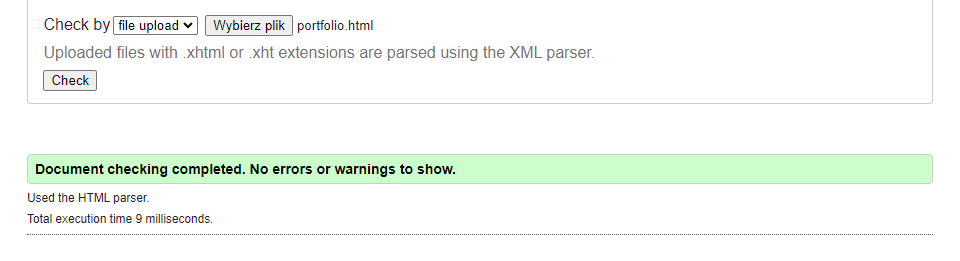 Check by file upload Wybierz plik portfolio.html
Uploaded files with .xhtml or .xht extensions are parsed using the XML parser.
Check
Document checking completed. No errors or warnings to show.
Used the HTML parser.
Total execution time 9 milliseconds.